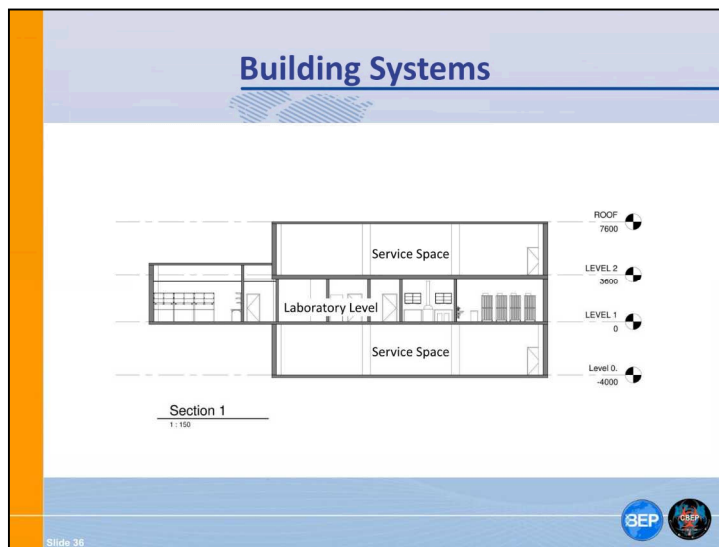 Building Systems
ROOF
7600
Service Space
LEVEL 2
3600
Laboratory Level
LEVEL 1
0
Service Space
Level 0.
-4000
Section 1
1 : 150
BEP
CBEP
Slide 36